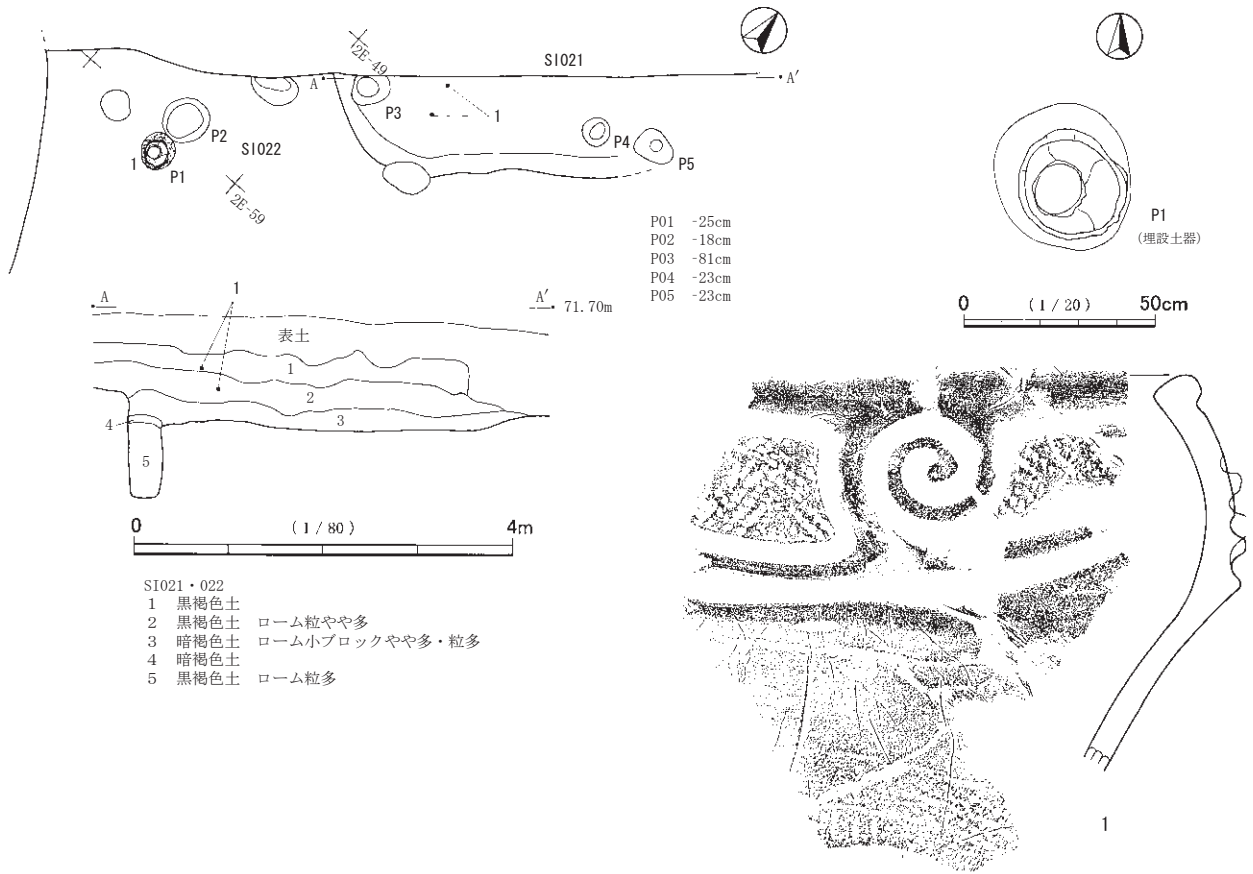 SI021
2E-49
A
A′
P3
1
P2
1
P1
SI022
P4
P5
2E-59
P01 -25cm
P02 -18cm
P03 -81cm
P04 -23cm
P05 -23cm
P1
(埋設土器)
0 (1/20) 50cm
A
1
A′
71.70m
表土
1
2
3
4
5
0 (1/80) 4m
SI021・022
1 黒褐色土
2 黒褐色土 ローム粒やや多
3 暗褐色土 ローム小ブロックやや多・粒多
4 暗褐色土
5 黒褐色土 ローム粒多
1